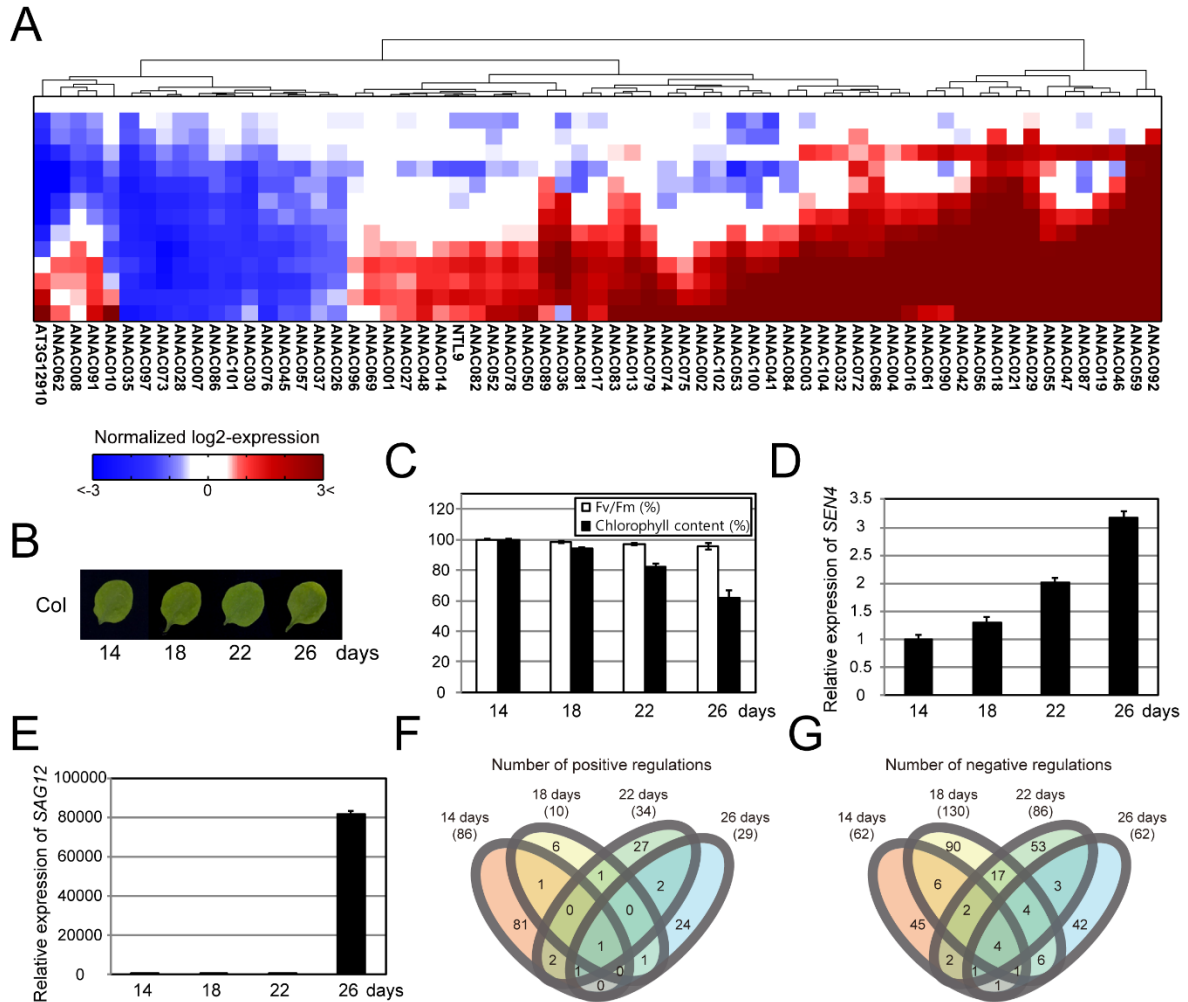 A
AT3G12910
ANAC062
ANAC008
ANAC091
ANAC010
ANAC035
ANAC097
ANAC073
ANAC028
ANAC007
ANAC086
ANAC101
ANAC030
ANAC076
ANAC045
ANAC057
ANAC037
ANAC026
ANAC096
ANAC069
ANAC001
ANAC027
ANAC048
ANAC014
NTL9
ANAC082
ANAC052
ANAC078
ANAC050
ANAC089
ANAC036
ANAC081
ANAC017
ANAC083
ANAC013
ANAC079
ANAC074
ANAC075
ANAC002
ANAC102
ANAC053
ANAC100
ANAC041
ANAC084
ANAC003
ANAC104
ANAC032
ANAC072
ANAC068
ANAC004
ANAC016
ANAC061
ANAC090
ANAC042
ANAC056
ANAC018
ANAC021
ANAC029
ANAC055
ANAC047
ANAC087
ANAC019
ANAC046
ANAC059
ANAC092
Normalized log2-expression
<-3 0 3<
B
Col
14 18 22 26 days
C
Fv/Fm (%)
Chlorophyll content (%)
120
100
80
60
40
20
0
14 18 22 26 days
D
Relative expression of SEN4
3.5
3
2.5
2
1.5
1
0.5
0
14 18 22 26 days
E
Relative expression of SAG12
100000
80000
60000
40000
20000
0
14 18 22 26 days
F
Number of positive regulations
14 days
(86)
18 days
(10)
22 days
(34)
26 days
(29)
6 27
1 1 2
81 0 0 24
1
2 1 0 1
0
G
Number of negative regulations
14 days
(62)
18 days
(130)
22 days
(86)
26 days
(62)
90 53
6 17 3
45 2 4 42
4
2 1 1 6
1